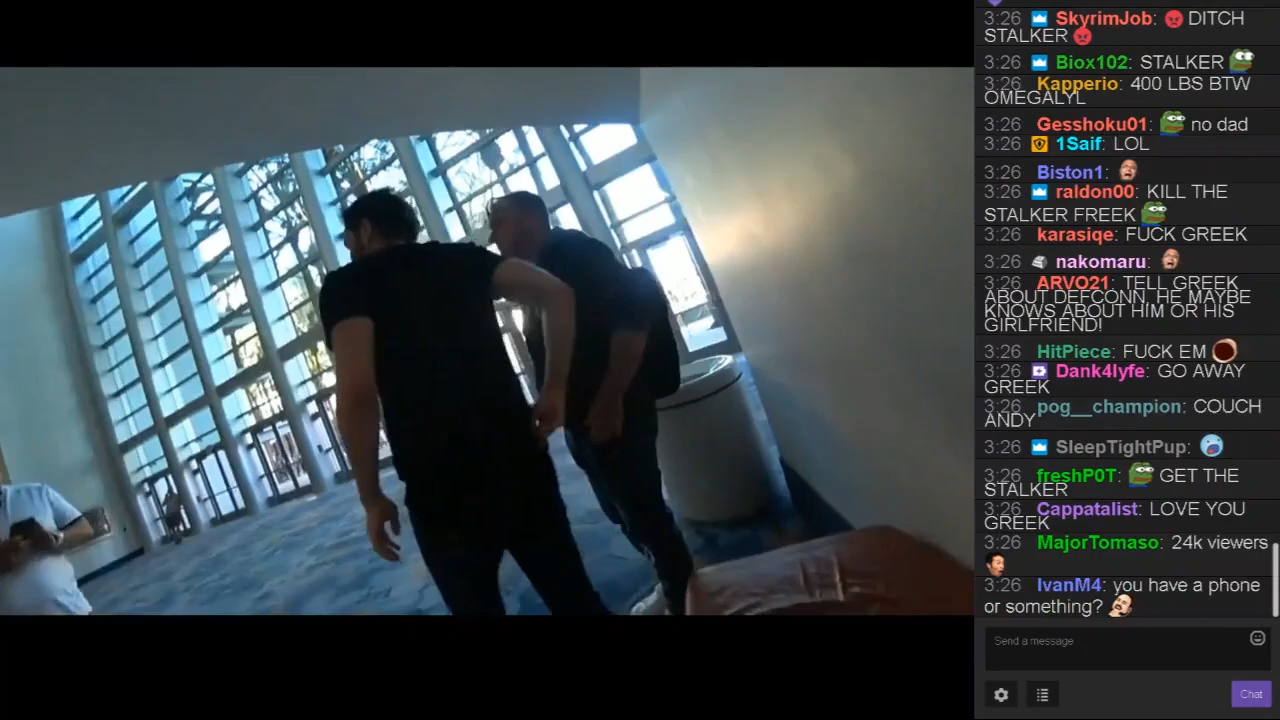 3:26 SkyrimJob: DITCH
STALKER
3:26 Biox102: STALKER
3:26 Kapperio: 400 LBS BTW
OMEGALYL
3:26 Gesshoku01: no dad
3:26 1Saif: LOL
3:26 Biston1:
3:26 raldon00: KILL THE
STALKER FREEK
3:26 karasiqe: FUCK GREEK
3:26 nakomaru:
3:26 ARVO21: TELL GREEK
ABOUT DEFCONN, HE MAYBE
KNOWS ABOUT HIM OR HIS
GIRLFRIEND!
3:26 HitPiece: FUCK EM
3:26 Dank4lyfe: GO AWAY
GREEK
3:26 pog__champion: COUCH
ANDY
3:26 SleepTightPup:
3:26 freshP0T: GET THE
STALKER
3:26 Cappatalist: LOVE YOU
GREEK
3:26 MajorTomaso: 24k viewers
3:26 IvanM4: you have a phone
or something?
Send a message
Chat